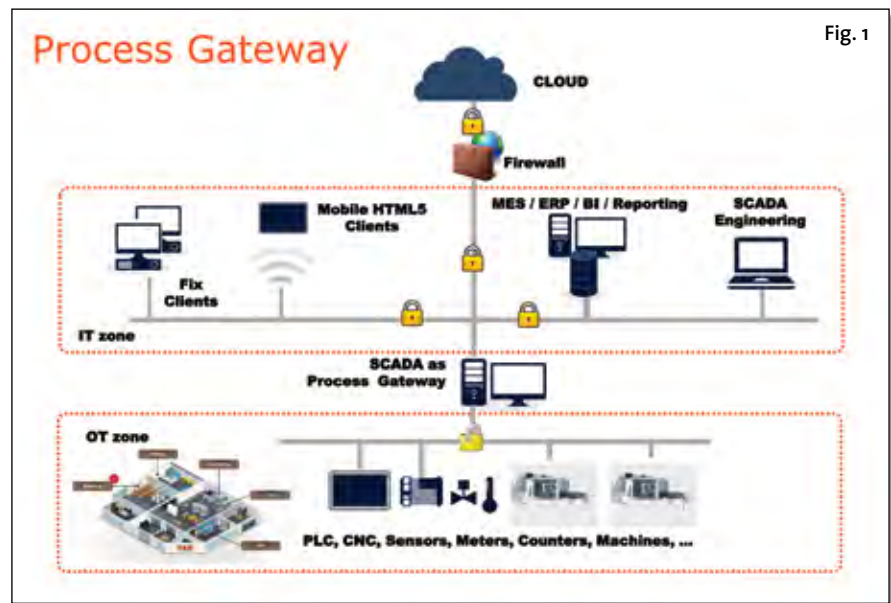 Fig. 1
Process Gateway
CLOUD
Firewall
Mobile HTML5
Clients
MES / ERP / BI / Reporting
SCADA
Engineering
Fix
Clients
IT zone
SCADA as
Process Gateway
OT zone
PLC, CNC, Sensors, Meters, Counters, Machines, ...